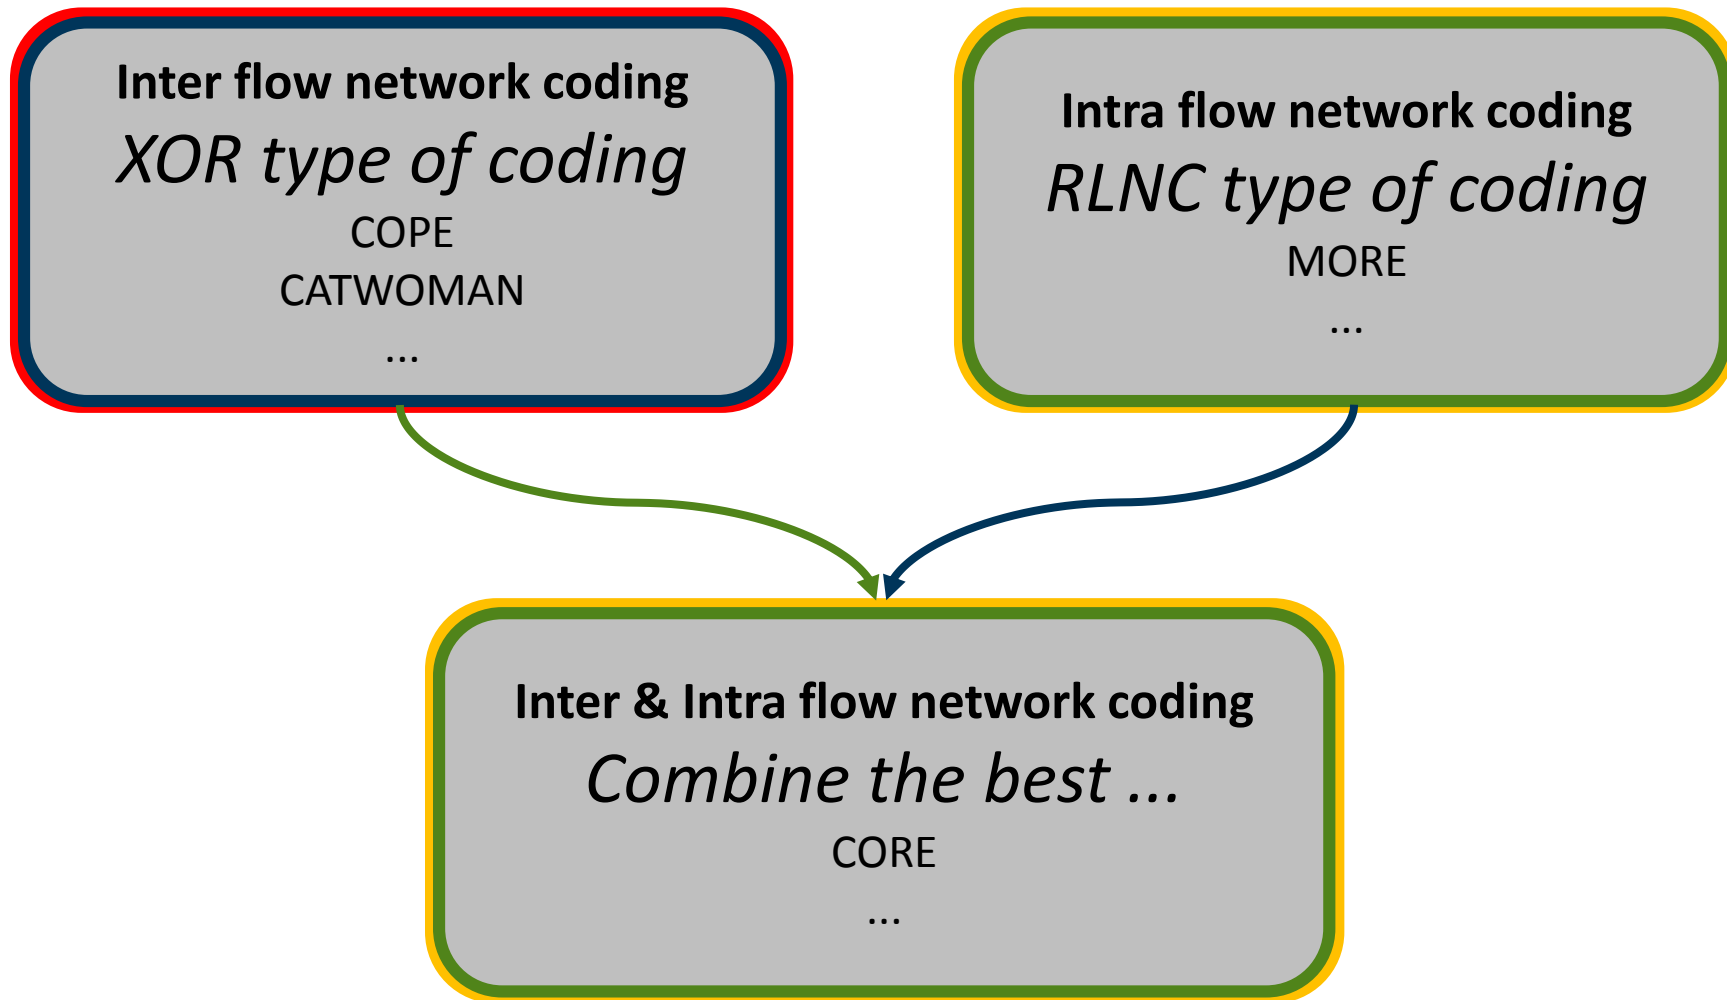 Inter flow network coding
XOR type of coding
COPE
CATWOMAN
...
Intra flow network coding
RLNC type of coding
MORE
...
Inter & Intra flow network coding
Combine the best ...
CORE
...